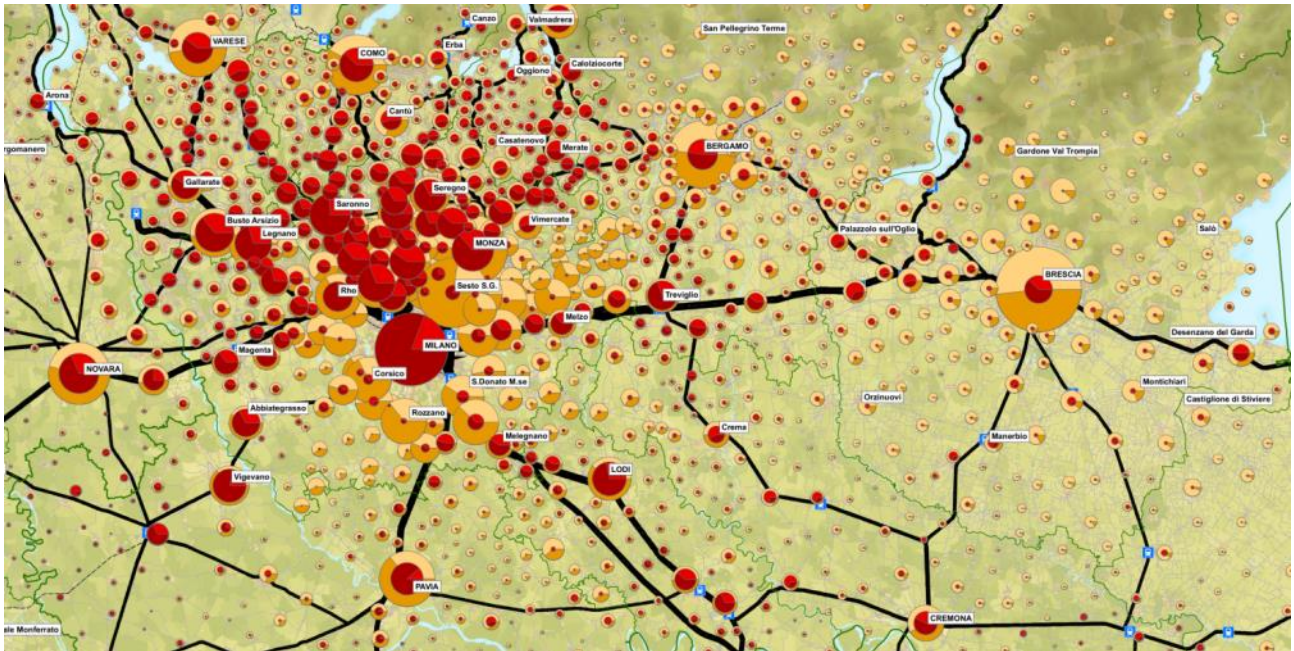 Canzo
Valmadrera
San Pellegrino Terme
VARESE
COMO
Erba
Oggiono
Calolziocorte
Arona
Cantù
Casatenovo
Merate
BERGAMO
Gardone Val Trompia
Gallarate
Seregno
Saronno
Busto Arsizio
Vimercate
Legnano
MONZA
Palazzolo sull'Oglio
Salò
BRESCIA
Rho
Sesto S.G.
Treviglio
Melzo
Desenzano del Garda
MILANO
Magenta
NOVARA
Corsico
S.Donato M.se
Montichiari
Orzinuovi
Castiglione di Stiviere
Abbiategrasso
Rozzano
Crema
Melegnano
Manerbio
Vigevano
LODI
PAVIA
CREMONA
ale Monferrato
rgomanero